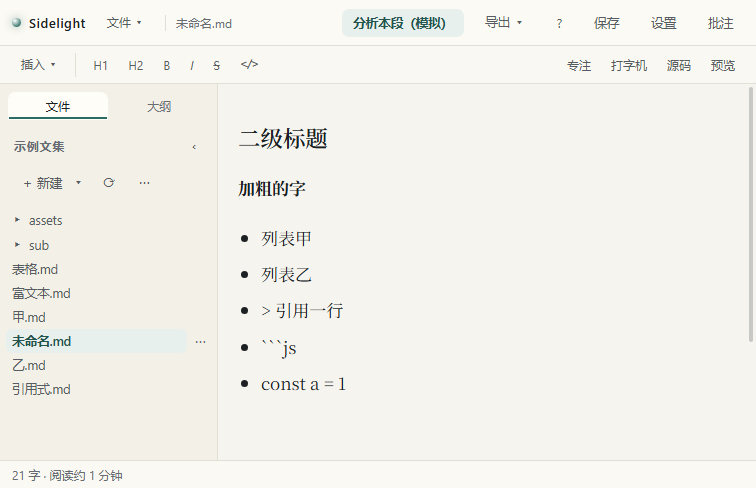 Sidelight 文件 未命名.md 分析本段（模拟） 导出 ? 保存 设置 批注
插入 H1 H2 B I S </> 专注 打字机 源码 预览
文件 大纲
示例文集 ‹
+ 新建 ...
assets
sub
表格.md
富文本.md
甲.md
未命名.md ...
乙.md
引用式.md
二级标题
加粗的字
• 列表甲
• 列表乙
• > 引用一行
• ```js
• const a = 1
21 字 · 阅读约 1 分钟